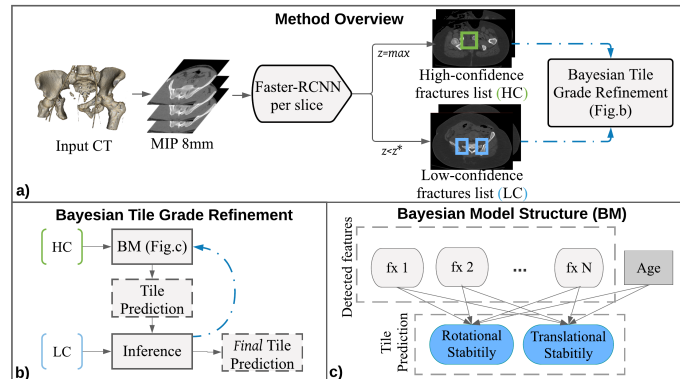 Method Overview
Input CT
MIP 8mm
Faster-RCNN
per slice
z=max
z<z*
High-confidence
fractures list (HC)
Low-confidence
fractures list (LC)
Bayesian Tile
Grade Refinement
(Fig.b)
a)
Bayesian Tile Grade Refinement
HC
BM (Fig.c)
Tile
Prediction
LC
Inference
Final Tile
Prediction
b)
Bayesian Model Structure (BM)
Detected features
fx 1
fx 2
...
fx N
Age
Tile
Prediction
Rotational
Stabitily
Translational
Stabitily
c)